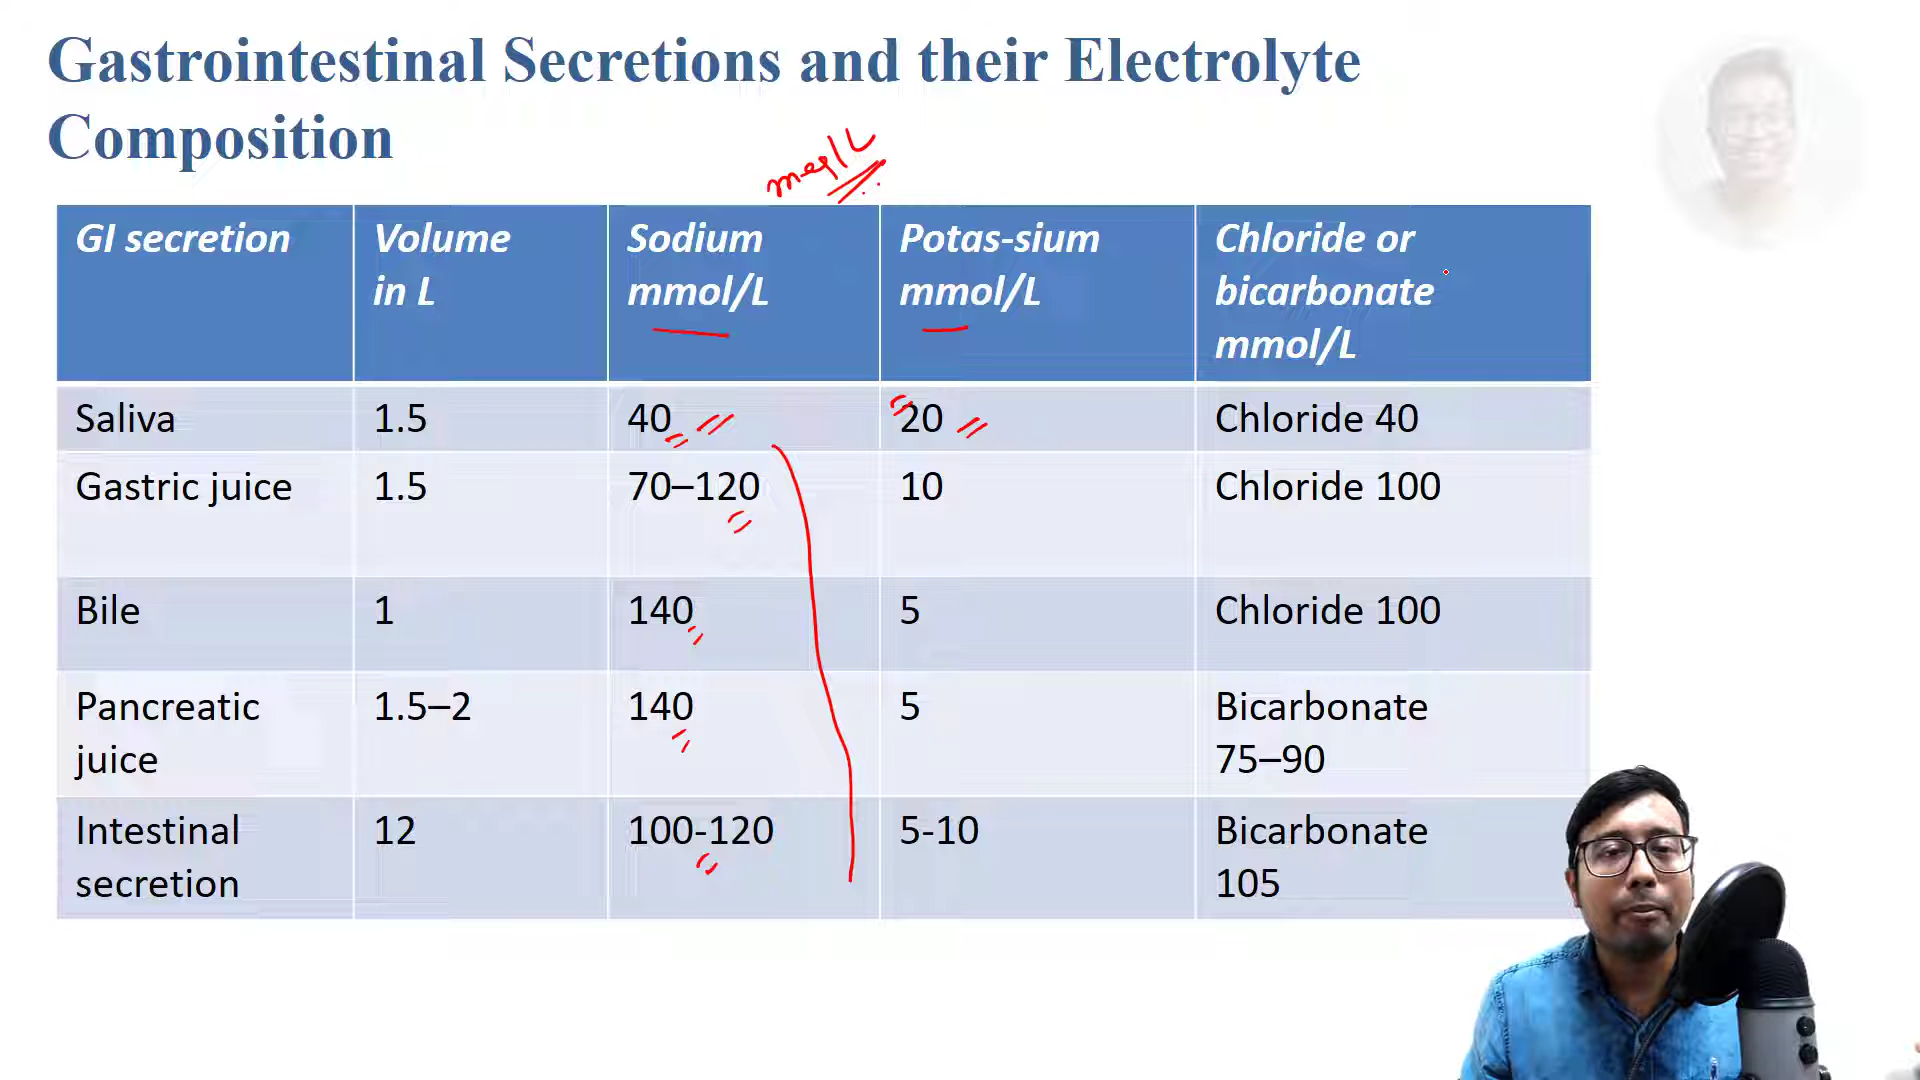 Gastrointestinal Secretions and their Electrolyte
Composition
meq/L
GI secretion
Volume
in L
Sodium
mmol/L
Potas-sium
mmol/L
Chloride or
bicarbonate
mmol/L
Saliva
1.5
40
20
Chloride 40
Gastric juice
1.5
70–120
10
Chloride 100
Bile
1
140
5
Chloride 100
Pancreatic
juice
1.5–2
140
5
Bicarbonate
75–90
Intestinal
secretion
12
100-120
5-10
Bicarbonate
105